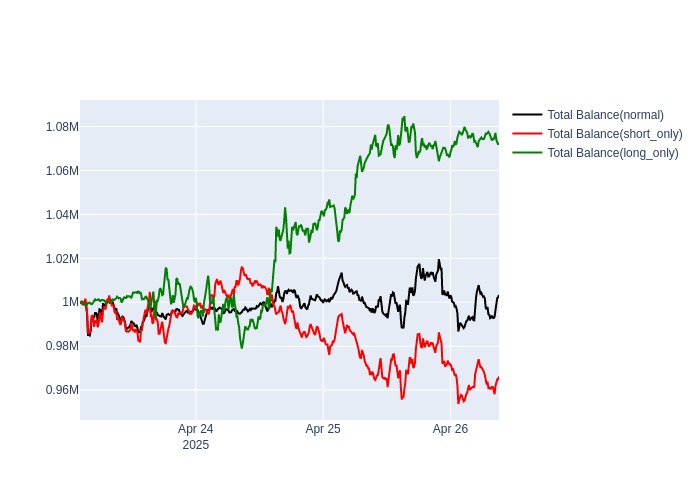 1.08M
1.06M
1.04M
1.02M
1M
0.98M
0.96M
Apr 24
2025
Apr 25
Apr 26
Total Balance(normal)
Total Balance(short_only)
Total Balance(long_only)